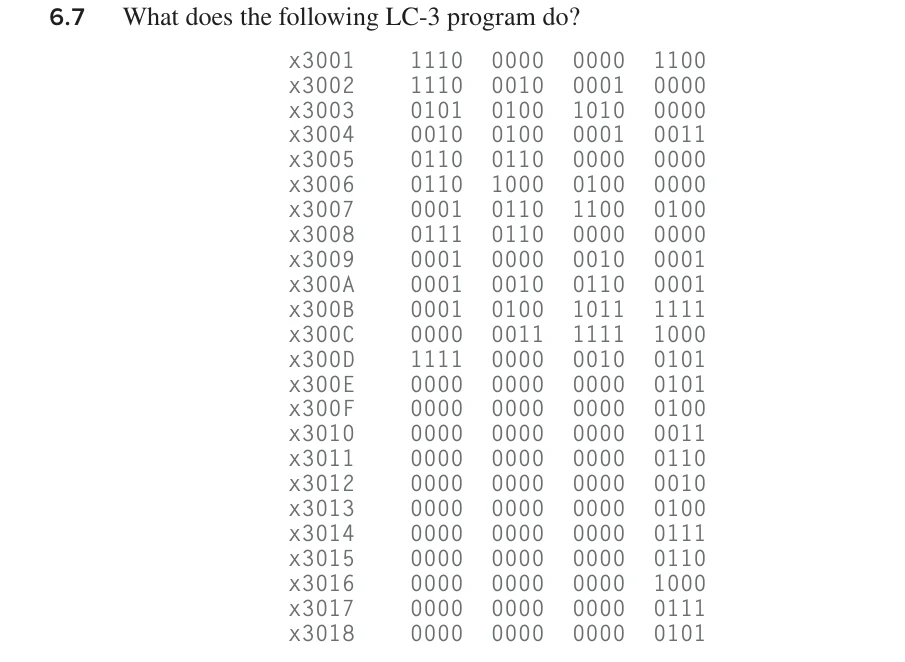 6.7 What does the following LC-3 program do?
x3001 1110 0000 0000 1100
x3002 1110 0010 0001 0000
x3003 0101 0100 1010 0000
x3004 0010 0100 0001 0011
x3005 0110 0110 0000 0000
x3006 0110 1000 0100 0000
x3007 0001 0110 1100 0100
x3008 0111 0110 0000 0000
x3009 0001 0000 0010 0001
x300A 0001 0010 0110 0001
x300B 0001 0100 1011 1111
x300C 0000 0011 1111 1000
x300D 1111 0000 0010 0101
x300E 0000 0000 0000 0101
x300F 0000 0000 0000 0100
x3010 0000 0000 0000 0011
x3011 0000 0000 0000 0110
x3012 0000 0000 0000 0010
x3013 0000 0000 0000 0100
x3014 0000 0000 0000 0111
x3015 0000 0000 0000 0110
x3016 0000 0000 0000 1000
x3017 0000 0000 0000 0111
x3018 0000 0000 0000 0101